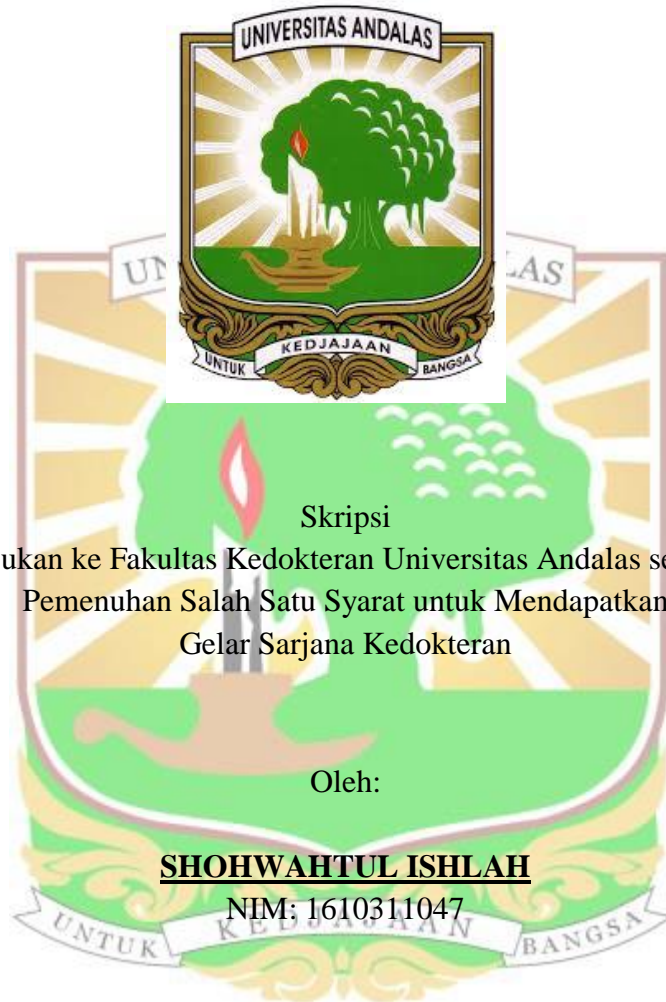 UNIVERSITAS ANDALAS
UNTUK KEDJAJAAN BANGSA
Skripsi
ukan ke Fakultas Kedokteran Universitas Andalas se
Pemenuhan Salah Satu Syarat untuk Mendapatkan
Gelar Sarjana Kedokteran
Oleh:
SHOHWAHTUL ISHLAH
NIM: 1610311047
UNTUK KEDJAJAAN BANGSA